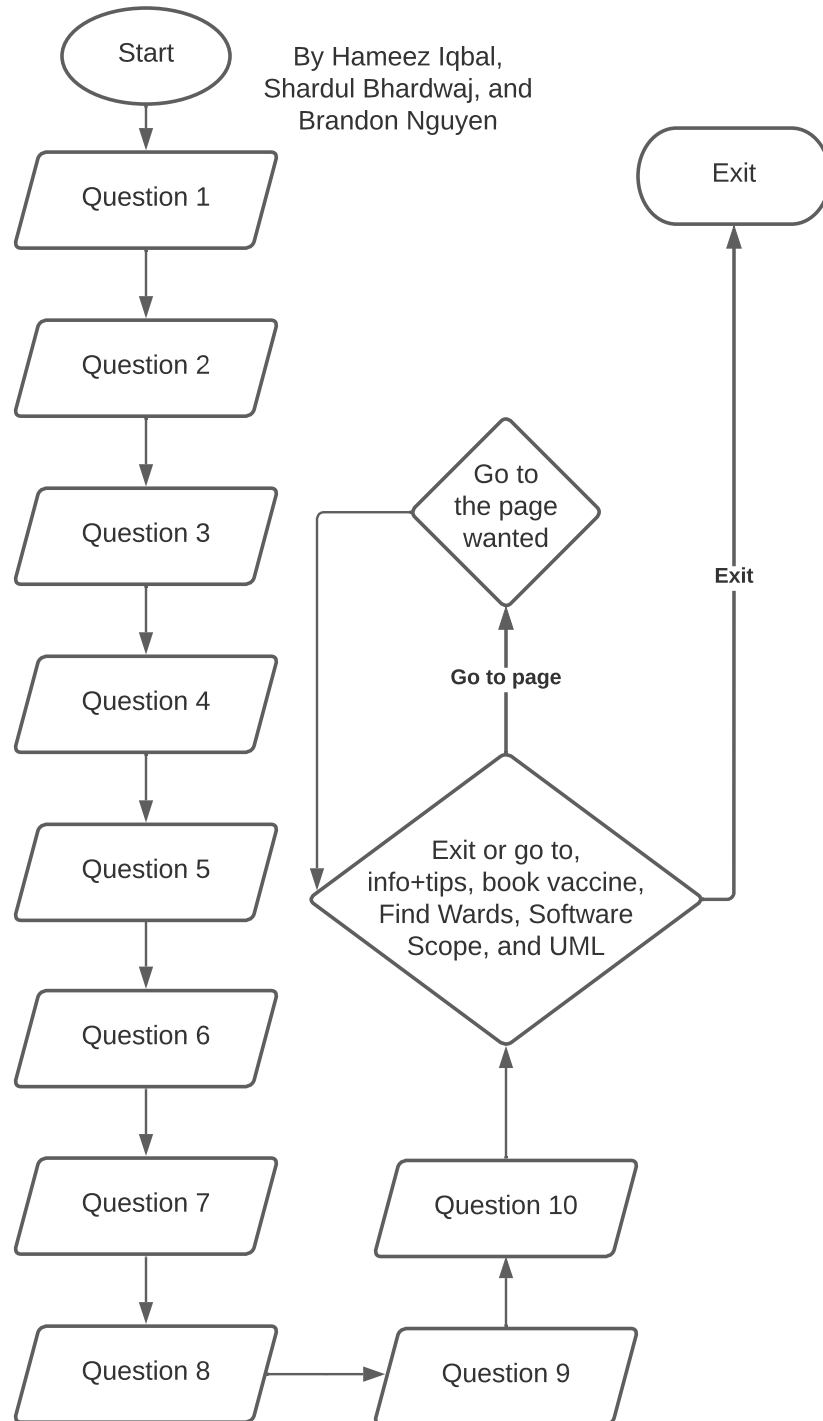 Start
By Hameez Iqbal,
Shardul Bhardwaj, and
Brandon Nguyen
Exit
Question 1
Question 2
Question 3
Question 4
Question 5
Question 6
Question 7
Question 8
Question 9
Question 10
Exit or go to,
info+tips, book vaccine,
Find Wards, Software
Scope, and UML
Go to page
Go to
the page
wanted
Exit